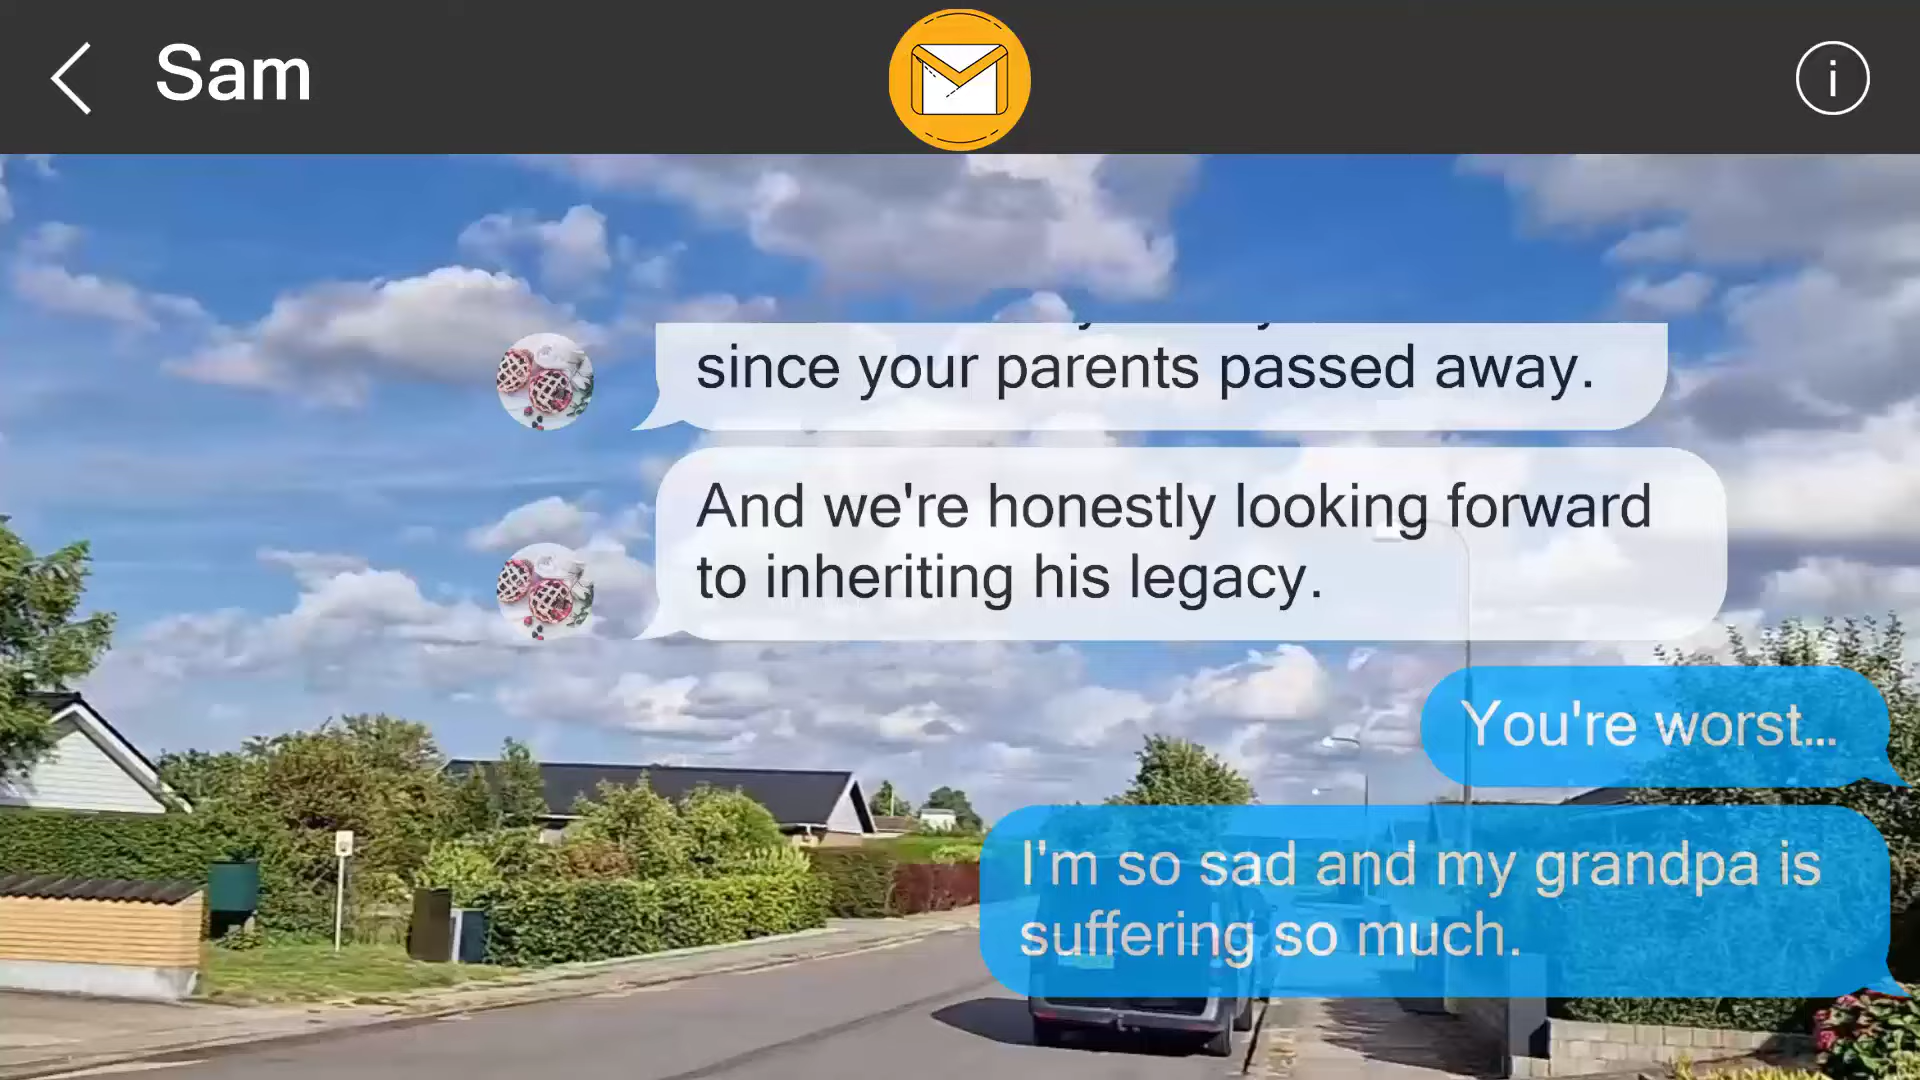 Sam
i
since your parents passed away.
And we're honestly looking forward
to inheriting his legacy.
You're worst...
I'm so sad and my grandpa is
suffering so much.